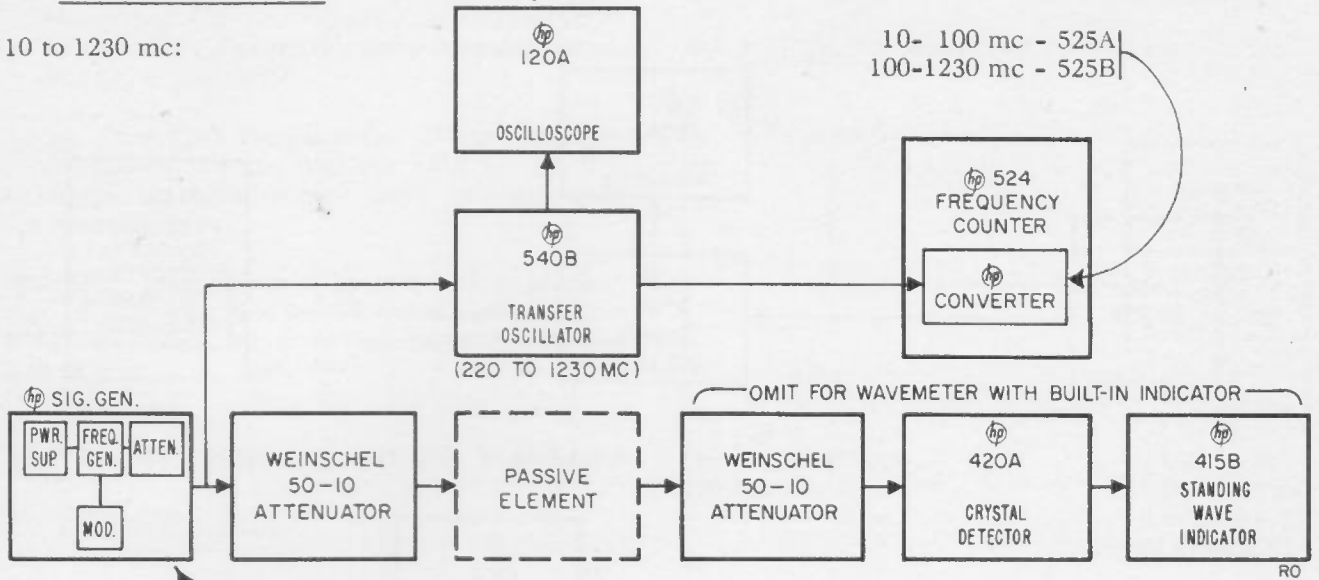 10 to 1230 mc:
hp
120A
OSCILLOSCOPE
10- 100 mc - 525A
100-1230 mc - 525B
hp 524
FREQUENCY
COUNTER
hp
CONVERTER
hp
540B
TRANSFER
OSCILLATOR
(220 TO 1230 MC)
OMIT FOR WAVEMETER WITH BUILT-IN INDICATOR
hp SIG. GEN.
PWR.
SUP.
FREQ.
GEN.
ATTEN.
MOD.
WEINSCHEL
50-10
ATTENUATOR
PASSIVE
ELEMENT
WEINSCHEL
50-10
ATTENUATOR
hp
420A
CRYSTAL
DETECTOR
hp
415B
STANDING
WAVE
INDICATOR
RO